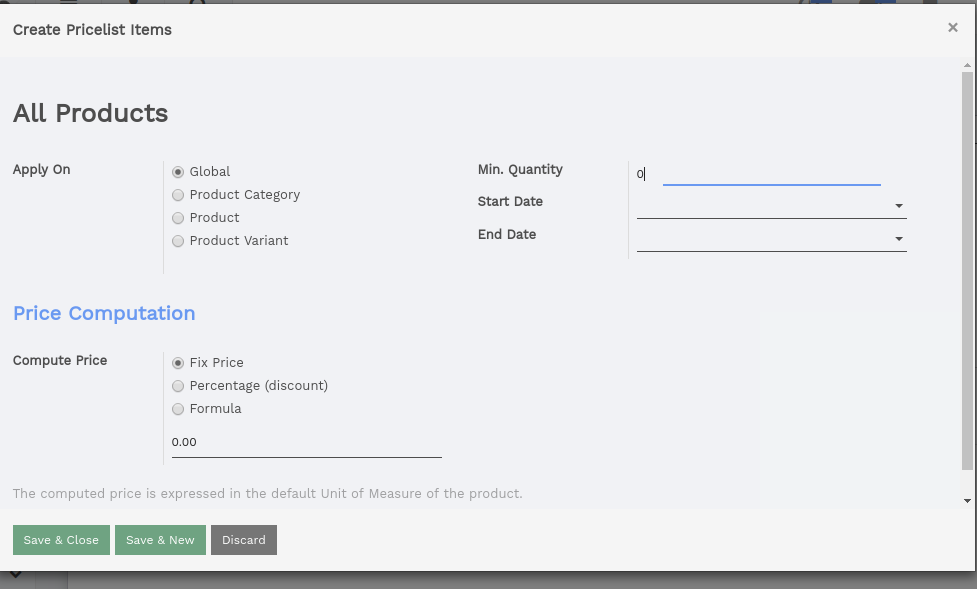 Create Pricelist Items
×
All Products
Apply On
Global
Product Category
Product
Product Variant
Min. Quantity
0
Start Date
End Date
Price Computation
Compute Price
Fix Price
Percentage (discount)
Formula
0.00
The computed price is expressed in the default Unit of Measure of the product.
Save & Close Save & New Discard